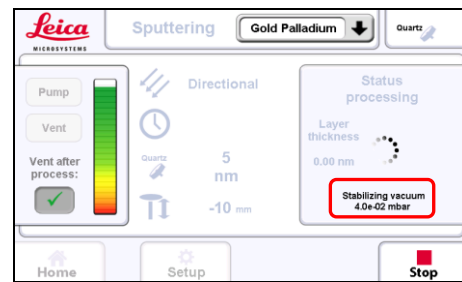 Leica
MICROSYSTEMS
Sputtering
Gold Palladium
Quartz
Pump
Vent
Vent after
process:
Directional
Quartz
5
nm
-10 mm
Status
processing
Layer
thickness
0.00 nm
Stabilizing vacuum
4.0e-02 mbar
Home
Setup
Stop